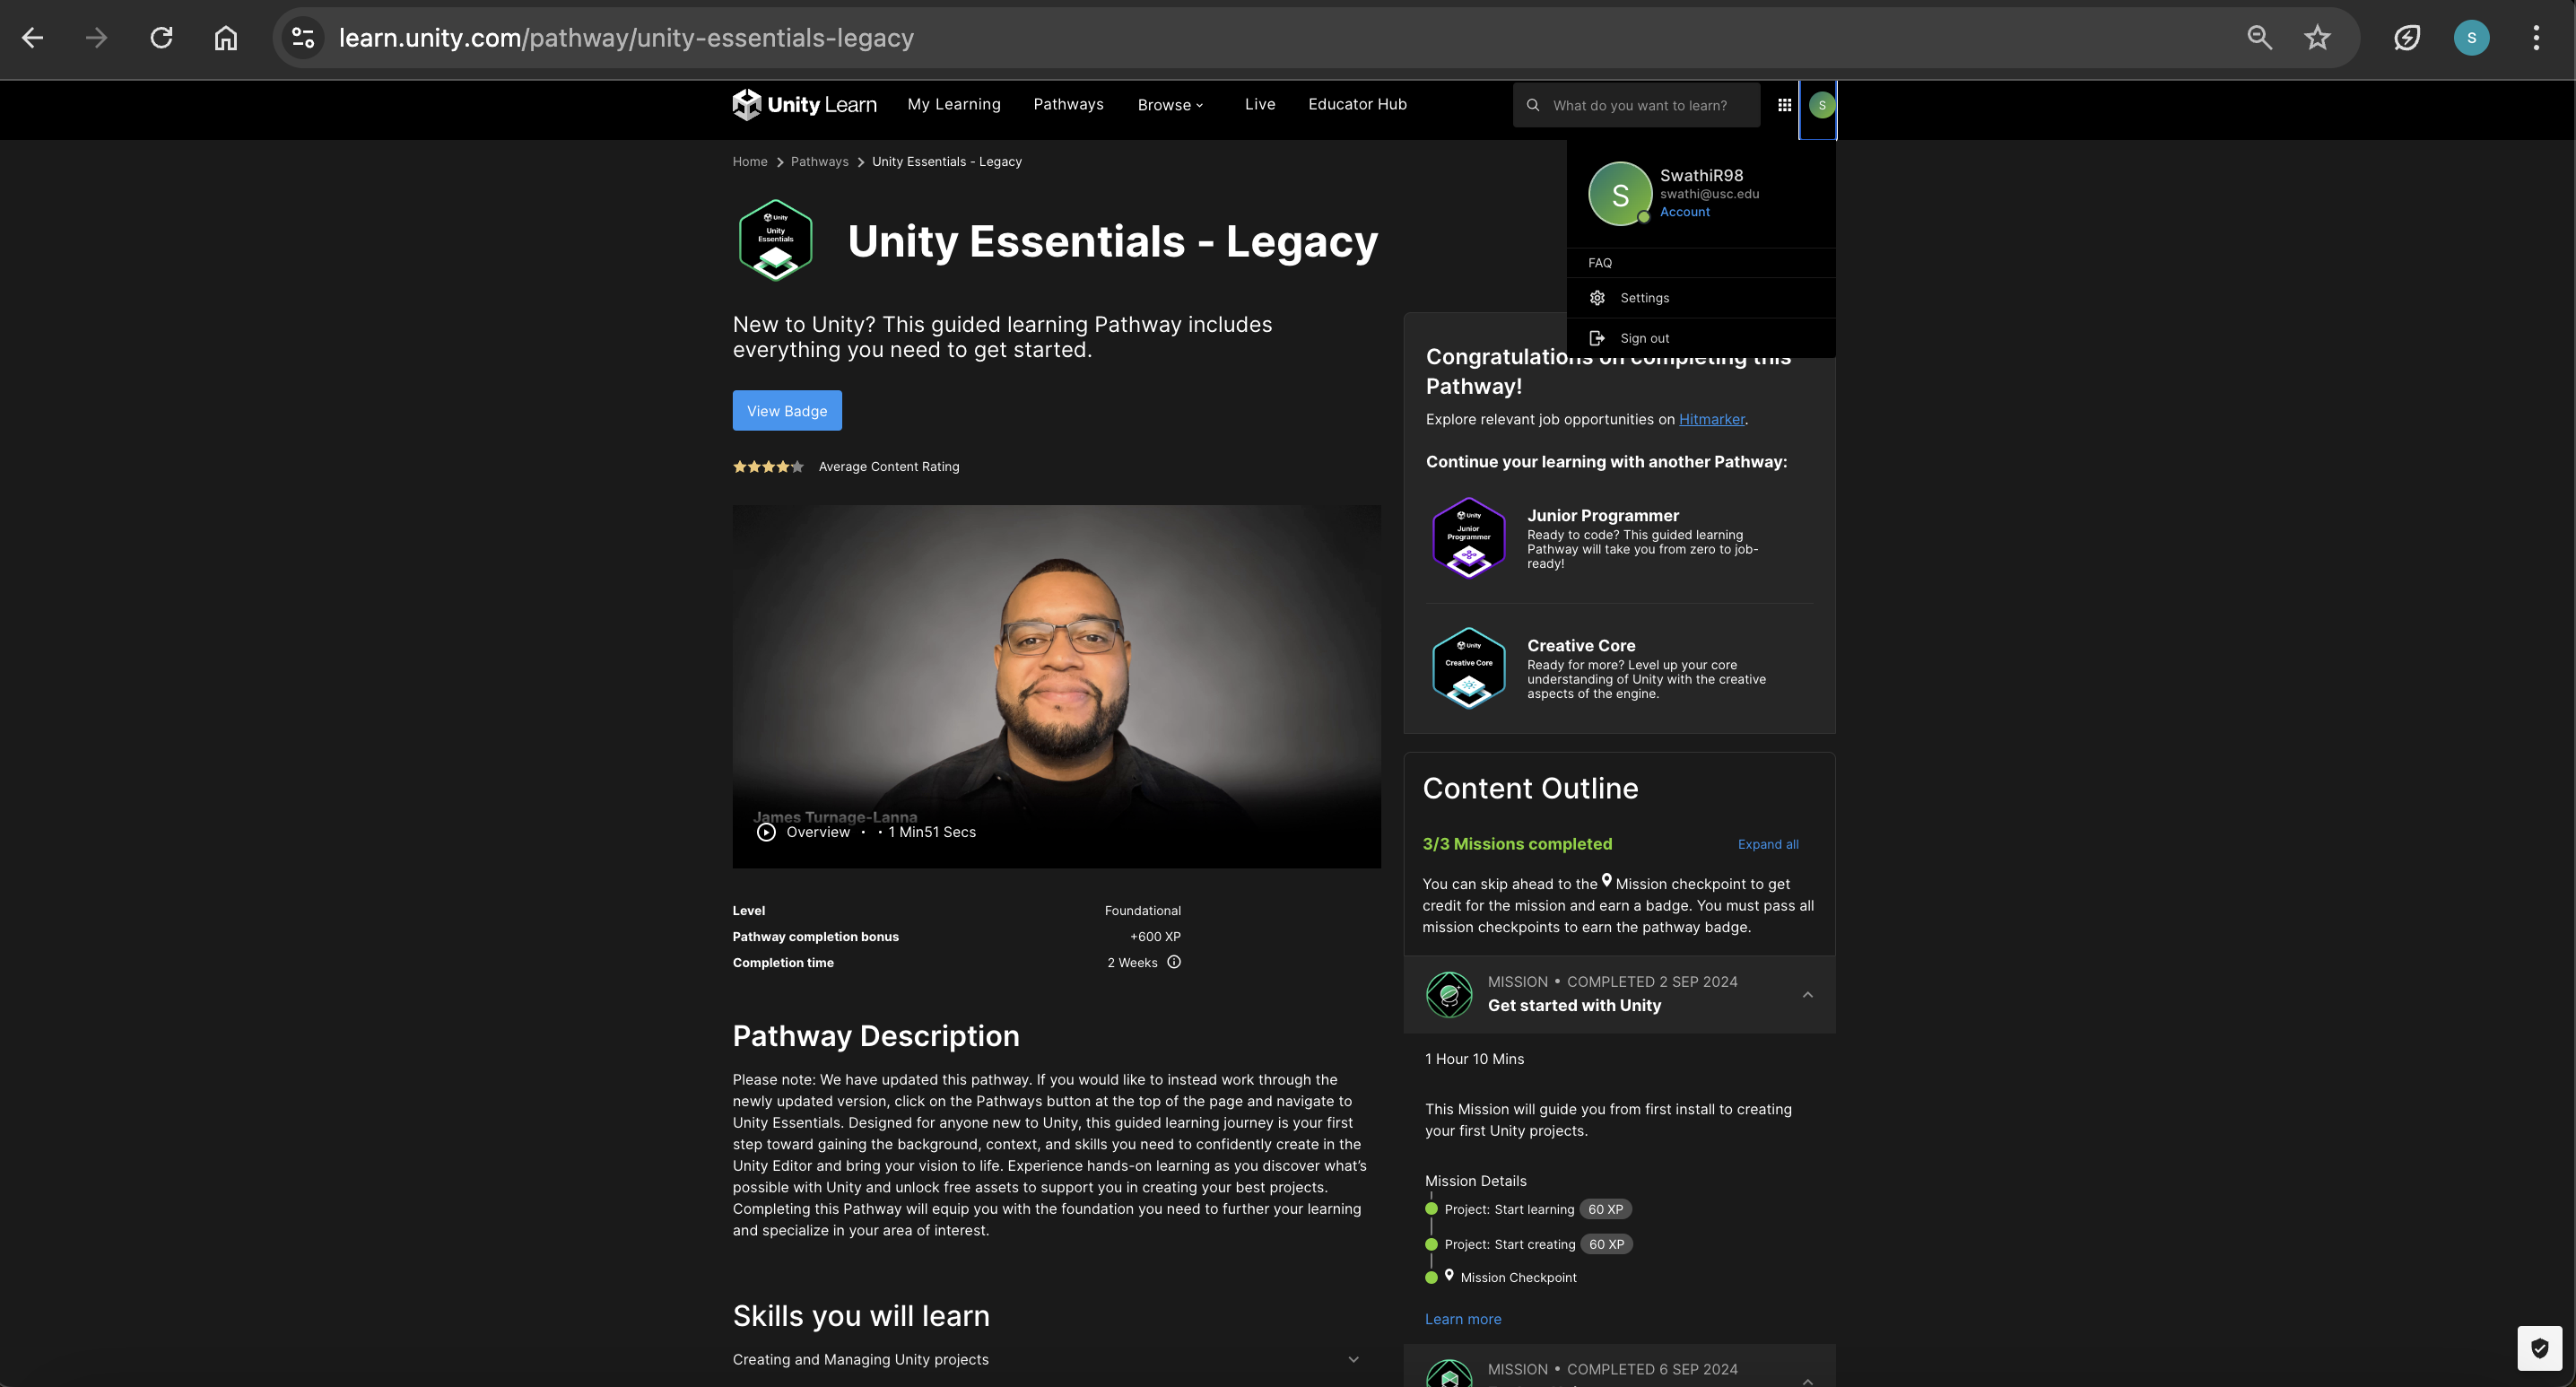 learn.unity.com/pathway/unity-essentials-legacy
S
Unity Learn
My Learning
Pathways
Browse
Live
Educator Hub
What do you want to learn?
S
Home
Pathways
Unity Essentials - Legacy
S
SwathiR98
swathi@usc.edu
Account
FAQ
Settings
Sign out
Unity
Unity
Essentials
Unity Essentials - Legacy
New to Unity? This guided learning Pathway includes
everything you need to get started.
View Badge
Average Content Rating
James Turnage-Lanna
Overview • • 1 Min51 Secs
Level
Foundational
Pathway completion bonus
+600 XP
Completion time
2 Weeks
Pathway Description
Please note: We have updated this pathway. If you would like to instead work through the
newly updated version, click on the Pathways button at the top of the page and navigate to
Unity Essentials. Designed for anyone new to Unity, this guided learning journey is your first
step toward gaining the background, context, and skills you need to confidently create in the
Unity Editor and bring your vision to life. Experience hands-on learning as you discover what's
possible with Unity and unlock free assets to support you in creating your best projects.
Completing this Pathway will equip you with the foundation you need to further your learning
and specialize in your area of interest.
Skills you will learn
Creating and Managing Unity projects
Congratulations on completing this
Pathway!
Explore relevant job opportunities on Hitmarker.
Continue your learning with another Pathway:
Unity
Junior
Programmer
Junior Programmer
Ready to code? This guided learning
Pathway will take you from zero to job-
ready!
Unity
Creative Core
Creative Core
Ready for more? Level up your core
understanding of Unity with the creative
aspects of the engine.
Content Outline
3/3 Missions completed
Expand all
You can skip ahead to the Mission checkpoint to get
credit for the mission and earn a badge. You must pass all
mission checkpoints to earn the pathway badge.
MISSION • COMPLETED 2 SEP 2024
Get started with Unity
1 Hour 10 Mins
This Mission will guide you from first install to creating
your first Unity projects.
Mission Details
Project: Start learning 60 XP
Project: Start creating 60 XP
Mission Checkpoint
Learn more
MISSION • COMPLETED 6 SEP 2024